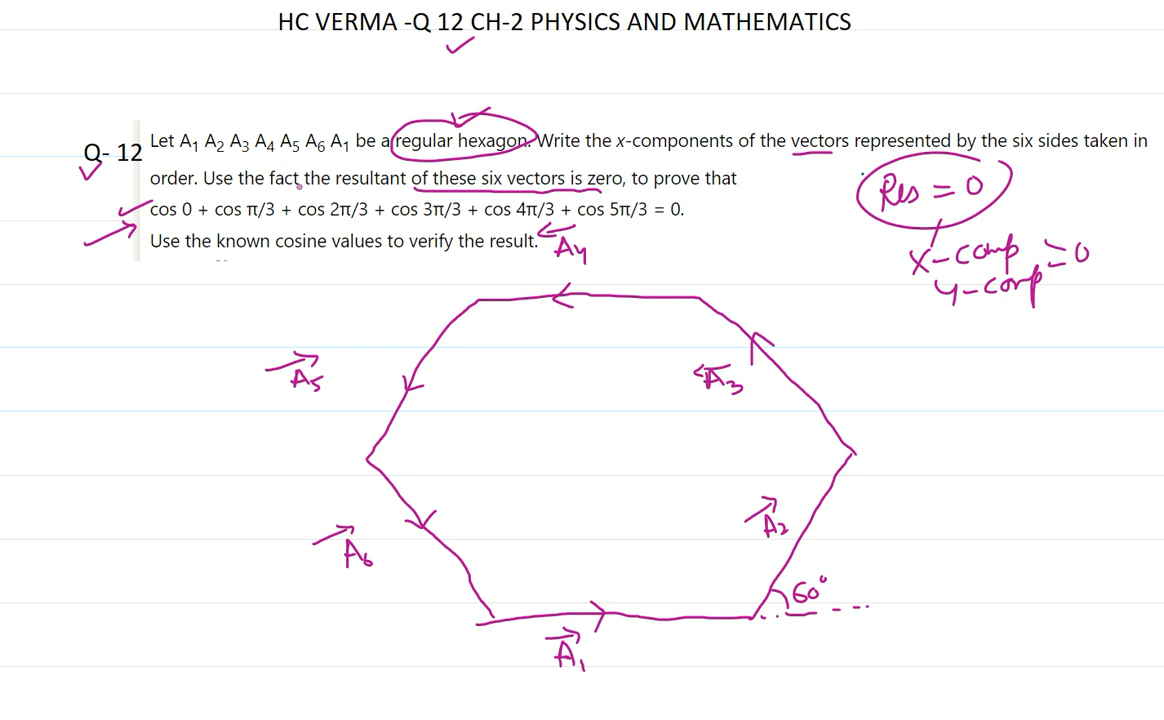 HC VERMA -Q 12 CH-2 PHYSICS AND MATHEMATICS
Q- 12 Let A₁ A₂ A₃ A₄ A₅ A₆ A₁ be a regular hexagon. Write the x-components of the vectors represented by the six sides taken in
order. Use the fact the resultant of these six vectors is zero, to prove that
cos 0 + cos π/3 + cos 2π/3 + cos 3π/3 + cos 4π/3 + cos 5π/3 = 0.
Use the known cosine values to verify the result.
Res = 0
X-comp = 0
y-comp
A₄
A₅
A₃
A₂
A₆
60°
A₁